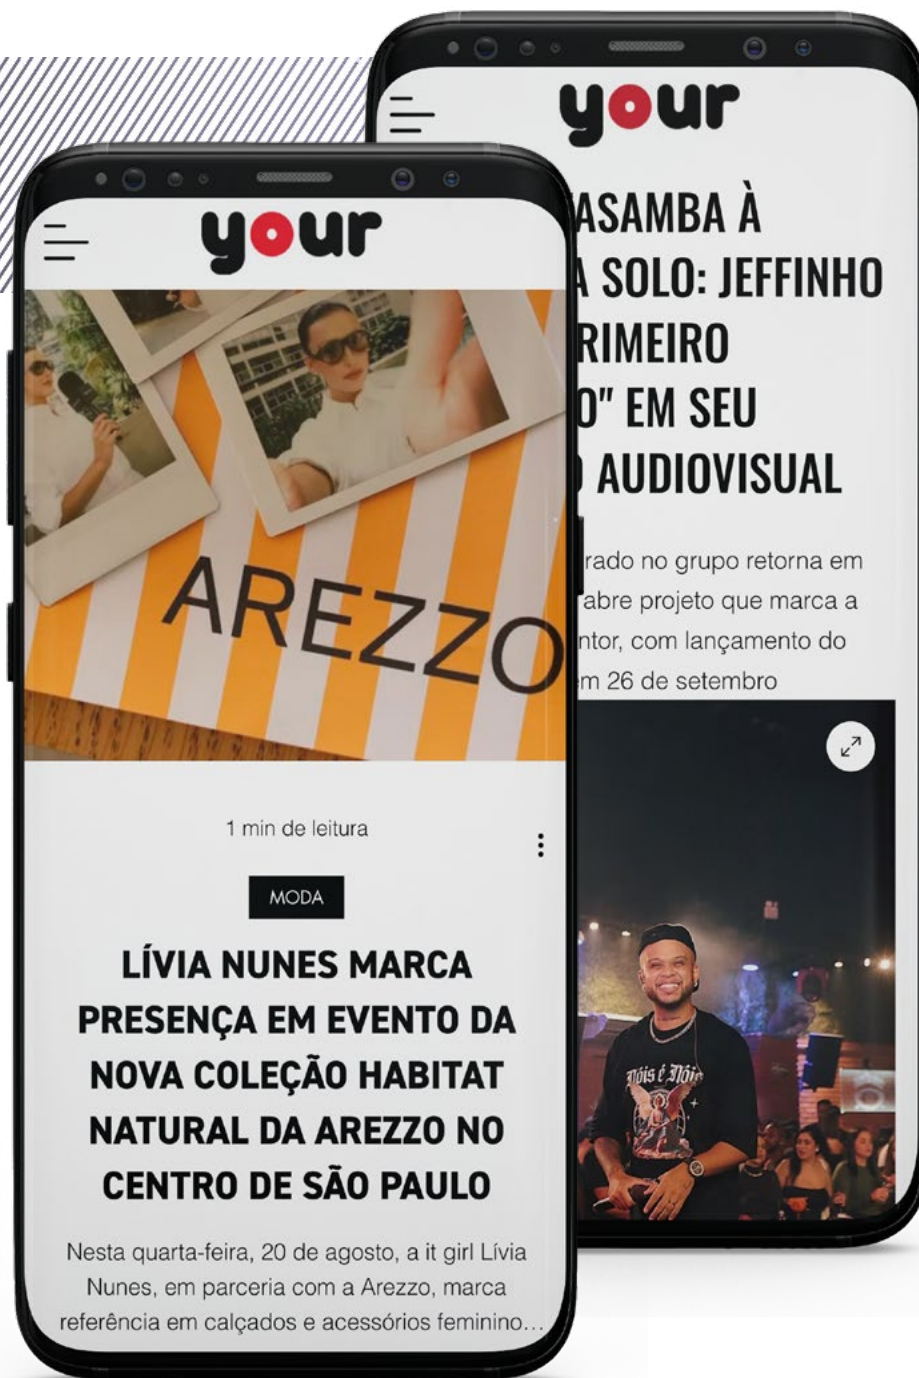 your
AREZZO
1 min de leitura
MODA
LÍVIA NUNES MARCA
PRESENÇA EM EVENTO DA
NOVA COLEÇÃO HABITAT
NATURAL DA AREZZO NO
CENTRO DE SÃO PAULO
Nesta quarta-feira, 20 de agosto, a it girl Lívia
Nunes, em parceria com a Arezzo, marca
referência em calçados e acessórios feminino...
your
ASAMBA À
A SOLO: JEFFINHO
RIMEIRO
O" EM SEU
AUDIOVISUAL
rado no grupo retorna em
abre projeto que marca a
ntor, com lançamento do
em 26 de setembro
Nóis é Nóis